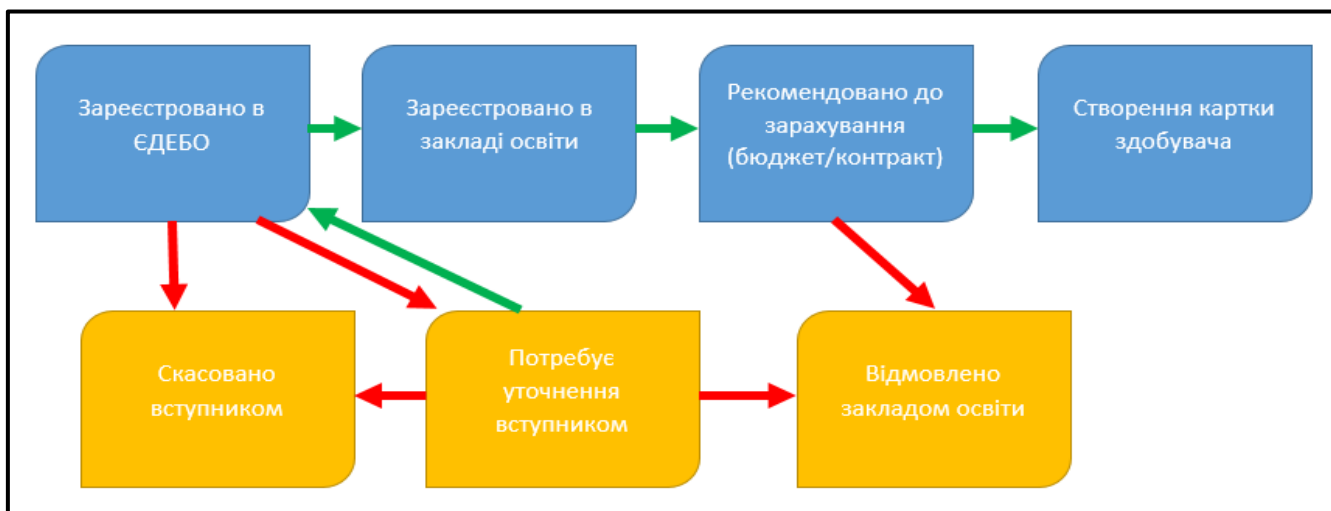 Зареєстровано в
ЄДЕБО
Зареєстровано в
закладі освіти
Рекомендовано до
зарахування
(бюджет/контракт)
Створення картки
здобувача
Скасовано
вступником
Потребує
уточнення
вступником
Відмовлено
закладом освіти